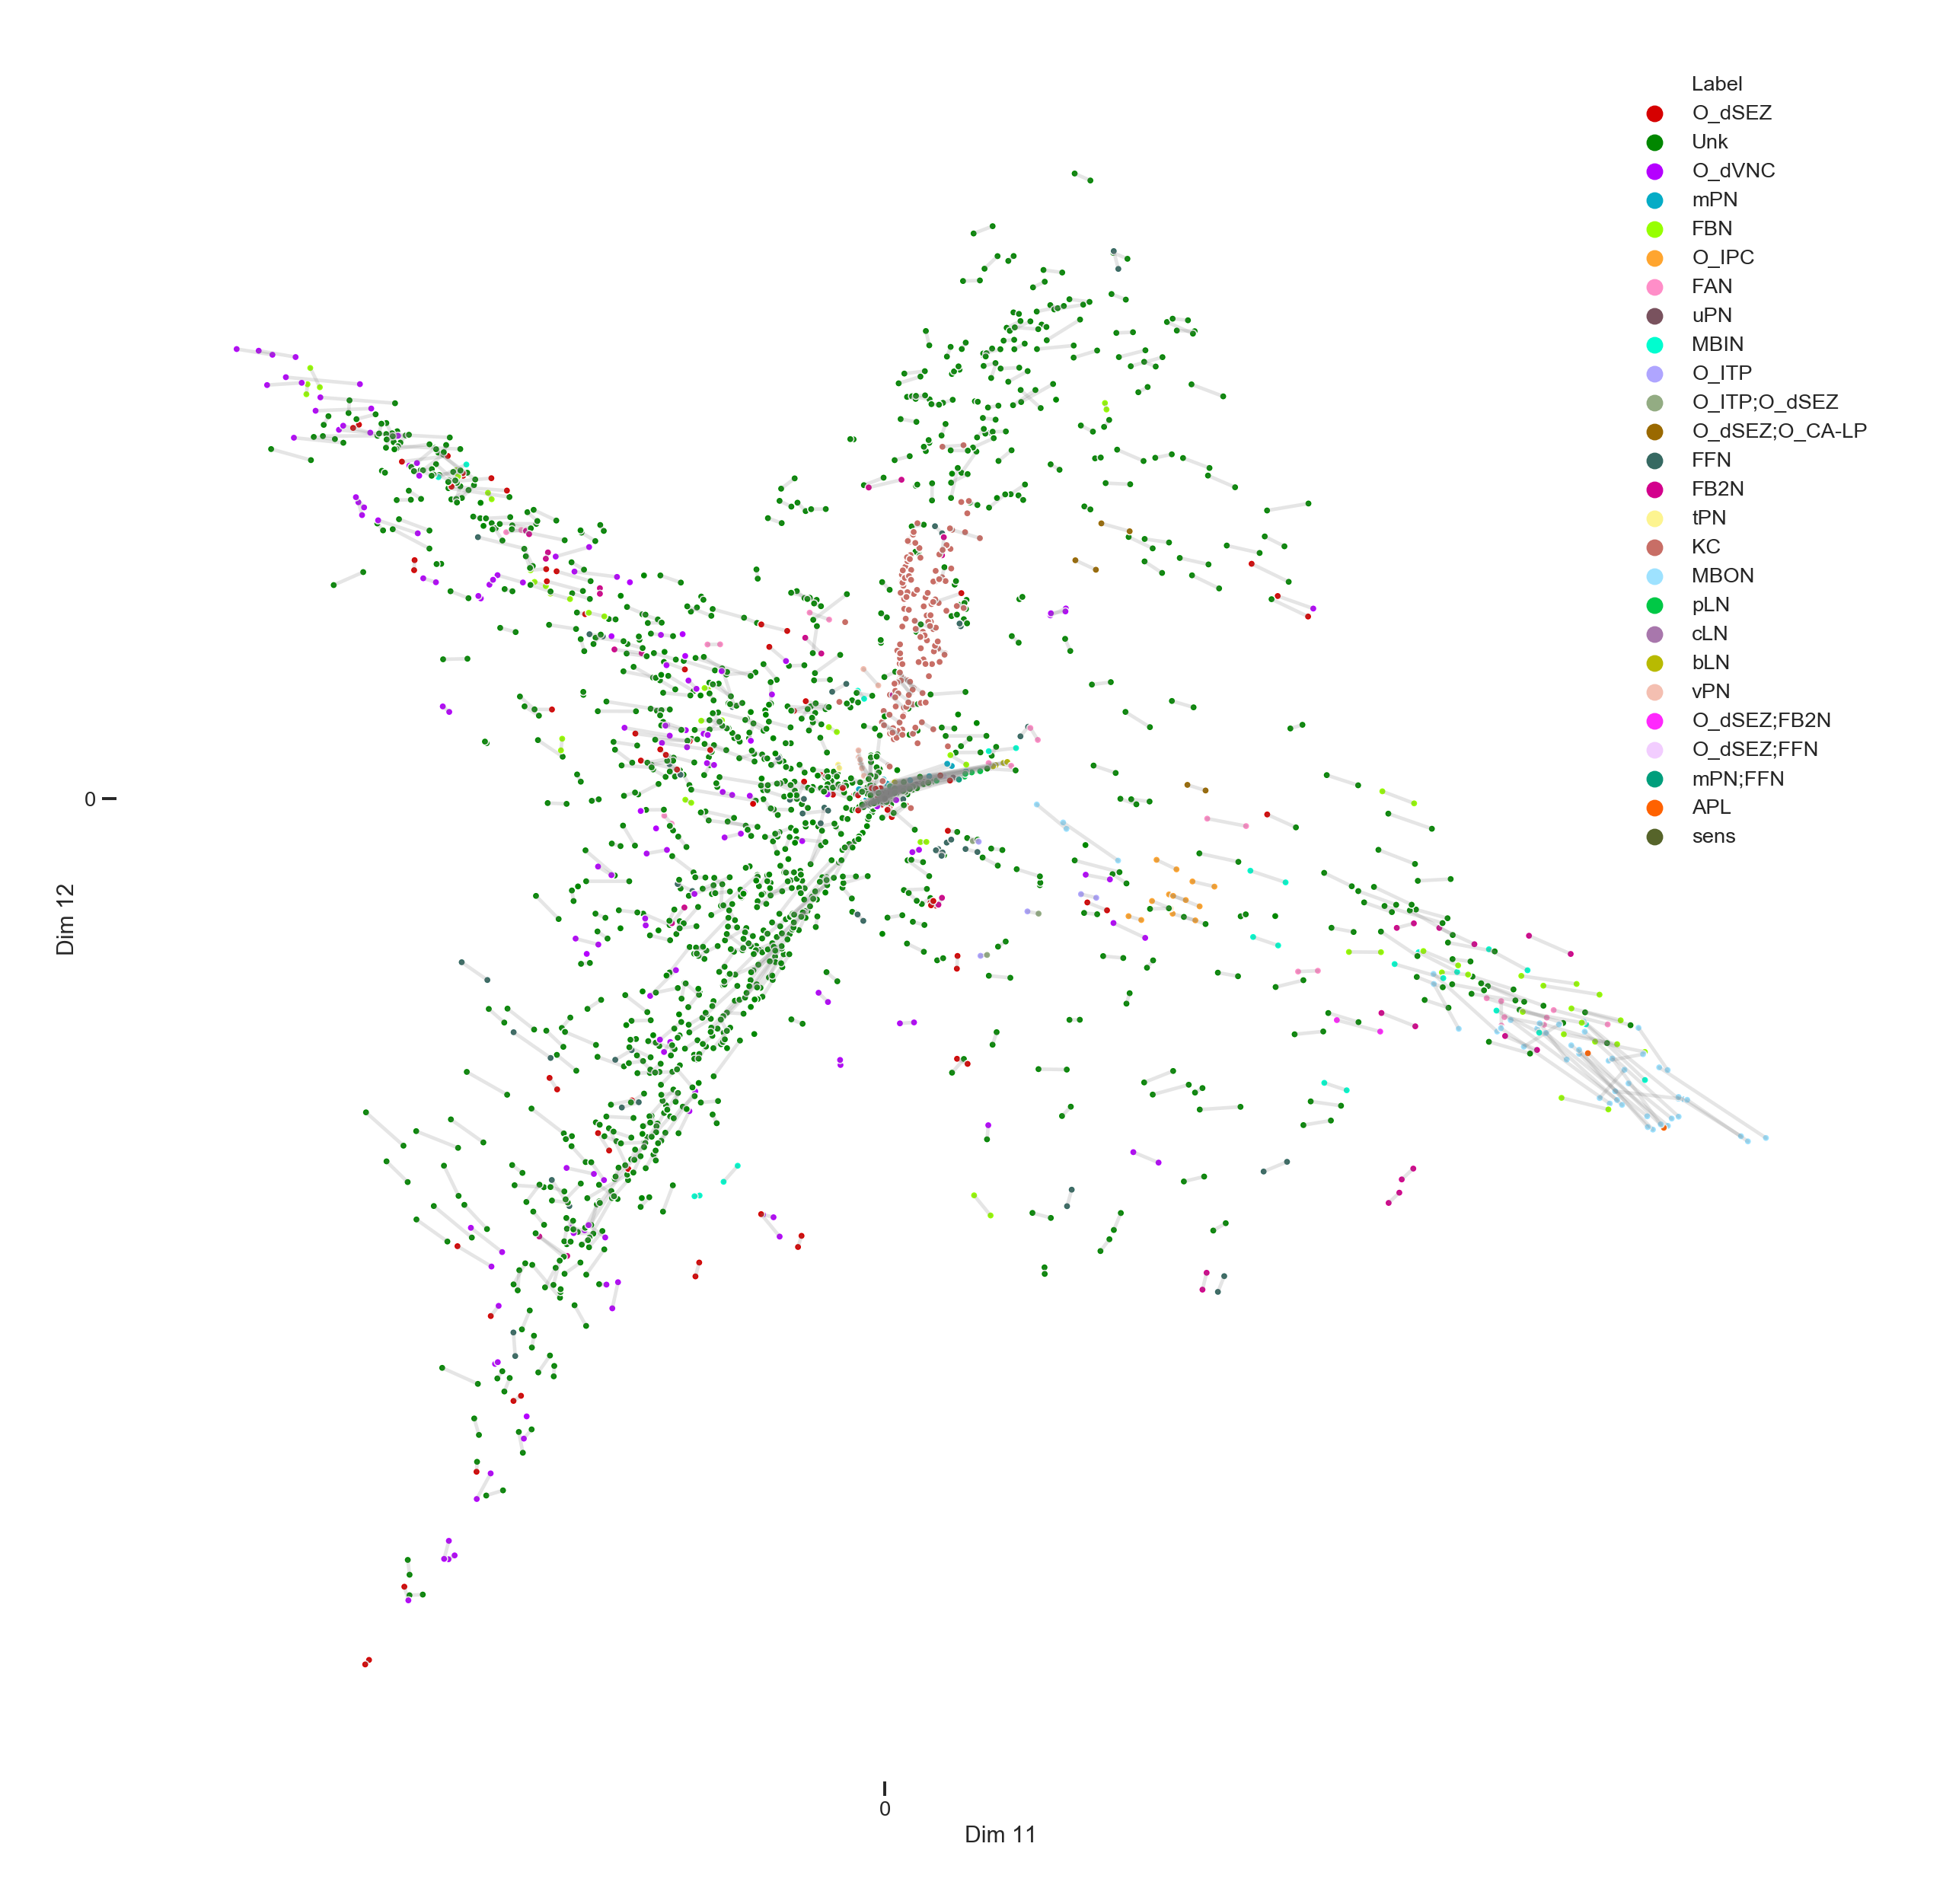 Label
O_dSEZ
Unk
O_dVNC
mPN
FBN
O_IPC
FAN
uPN
MBIN
O_ITP
O_ITP;O_dSEZ
O_dSEZ;O_CA-LP
FFN
FB2N
tPN
KC
MBON
pLN
cLN
bLN
vPN
O_dSEZ;FB2N
O_dSEZ;FFN
mPN;FFN
APL
sens
0
Dim 12
0
Dim 11